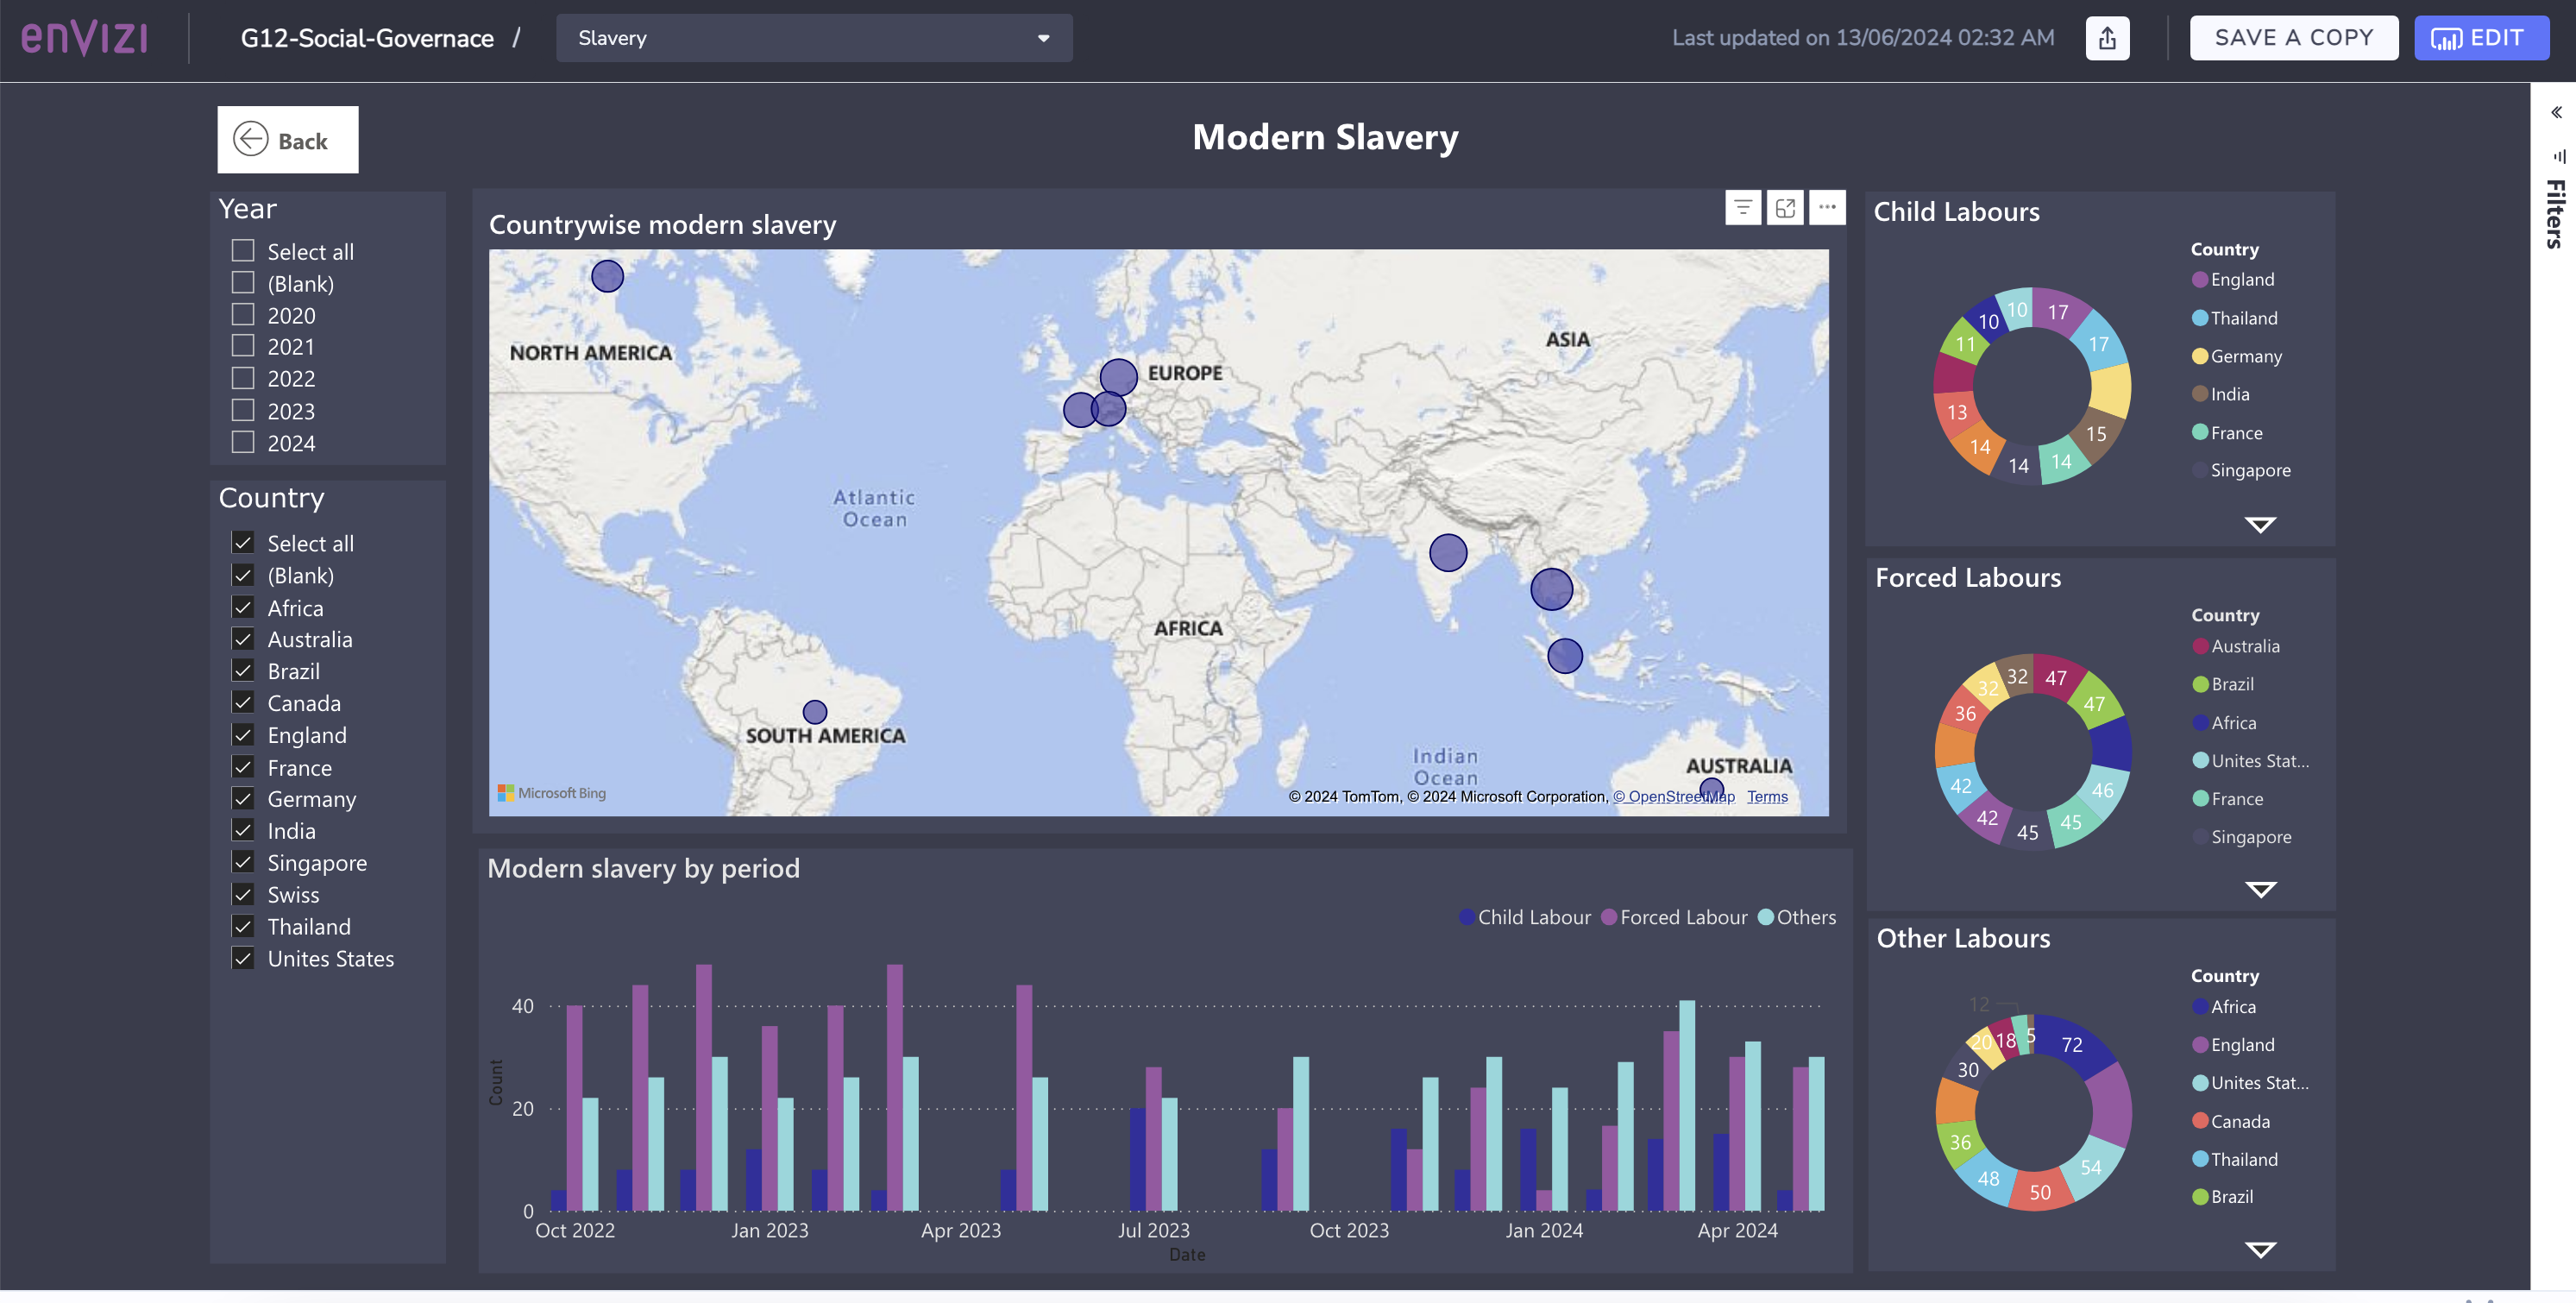 enVIZI
G12-Social-Governace /
Slavery
Last updated on 13/06/2024 02:32 AM
SAVE A COPY
EDIT
Back
Modern Slavery
Filters
Year
Select all
(Blank)
2020
2021
2022
2023
2024
Country
Select all
(Blank)
Africa
Australia
Brazil
Canada
England
France
Germany
India
Singapore
Swiss
Thailand
Unites States
Countrywise modern slavery
NORTH AMERICA
EUROPE
ASIA
Atlantic
Ocean
AFRICA
SOUTH AMERICA
Indian
Ocean
AUSTRALIA
Microsoft Bing
© 2024 TomTom, © 2024 Microsoft Corporation, © OpenStreetMap Terms
Modern slavery by period
Child Labour Forced Labour Others
Count
40
20
0
Oct 2022 Jan 2023 Apr 2023 Jul 2023 Oct 2023 Jan 2024 Apr 2024
Date
Child Labours
17
17
15
14
14
14
13
11
10
10
Country
England
Thailand
Germany
India
France
Singapore
Forced Labours
47
47
46
45
45
42
42
36
32
32
Country
Australia
Brazil
Africa
Unites Stat...
France
Singapore
Other Labours
72
54
50
48
36
30
20
18
12
5
Country
Africa
England
Unites Stat...
Canada
Thailand
Brazil